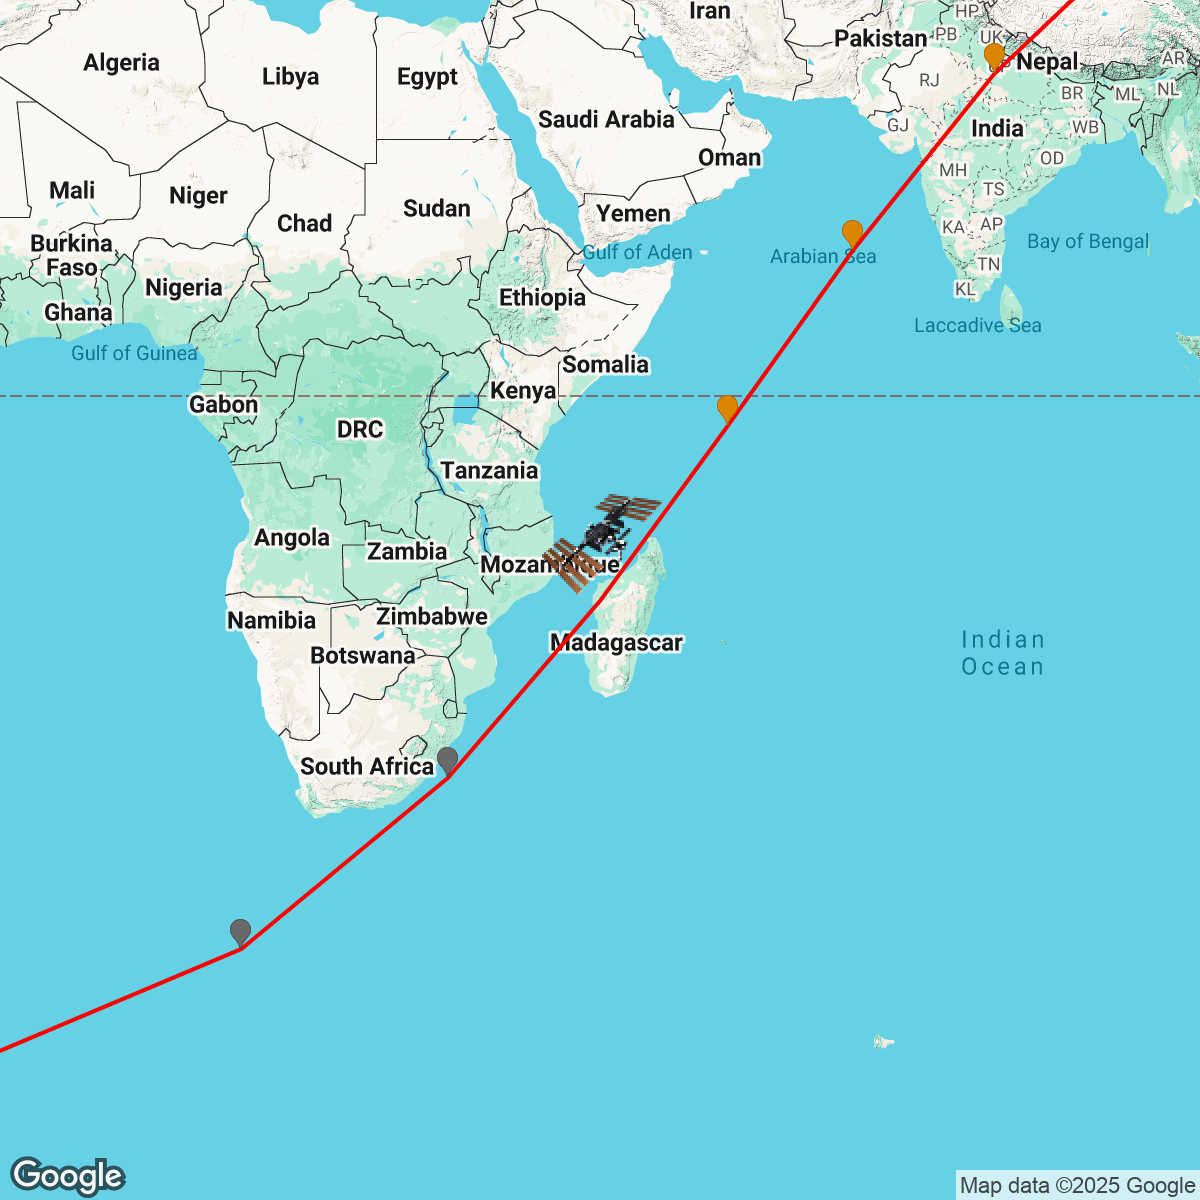 Iran
HP
Pakistan
PB
UK
Nepal
AR
Algeria
Libya
Egypt
RJ
BR
ML
NL
Saudi Arabia
GJ
India
WB
Oman
OD
MH
TS
Mali
Niger
Chad
Sudan
Yemen
KA
AP
Burkina
Faso
Gulf of Aden
Arabian Sea
Bay of Bengal
TN
Nigeria
Ethiopia
KL
Ghana
Laccadive Sea
Gulf of Guinea
Somalia
Kenya
Gabon
DRC
Tanzania
Angola
Zambia
Mozambique
Namibia
Zimbabwe
Botswana
Madagascar
Indian
Ocean
South Africa
Google
Map data ©2025 Google